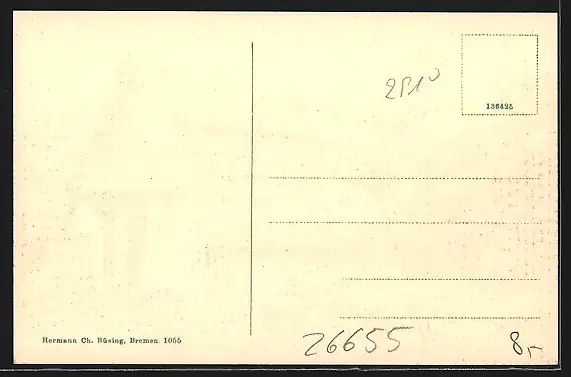 2810
136425
Hermann Ch. Büsing, Bremen. 1055
26655
8,-